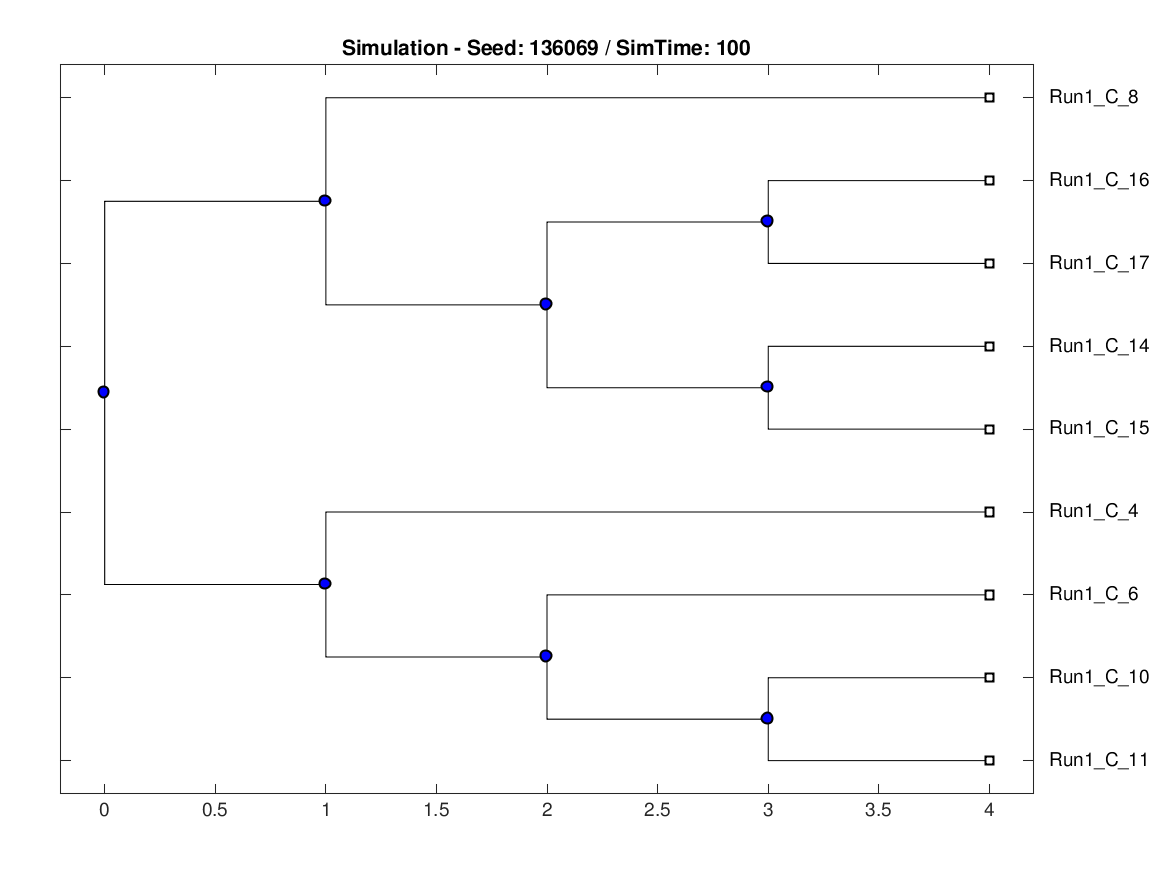 Simulation - Seed: 136069 / SimTime: 100
Run1_C_8
Run1_C_16
Run1_C_17
Run1_C_14
Run1_C_15
Run1_C_4
Run1_C_6
Run1_C_10
Run1_C_11
0 0.5 1 1.5 2 2.5 3 3.5 4